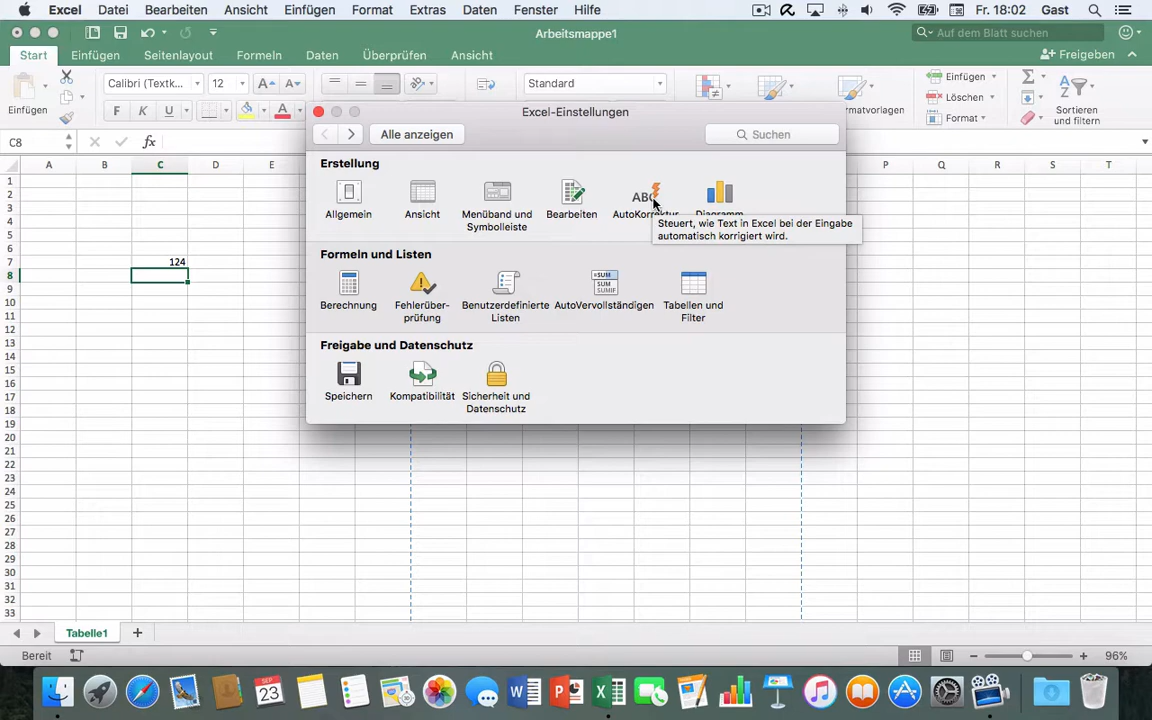 Excel Datei Bearbeiten Ansicht Einfügen Format Extras Daten Fenster Hilfe Fr. 18:02 Gast
Arbeitsmappe1 Auf dem Blatt suchen
Start Einfügen Seitenlayout Formeln Daten Überprüfen Ansicht Freigeben
Einfügen Calibri (Textk... 12 A A Standard Einfügen Σ
F K U A Löschen
Format Sortieren und filtern
C8 fx
Excel-Einstellungen
Alle anzeigen Suchen
A B C D E P Q R S T
Erstellung
Allgemein Ansicht Menüband und Symbolleiste Bearbeiten AutoKorrektur Diagramm
ABC
Steuert, wie Text in Excel bei der Eingabe
automatisch korrigiert wird.
Formeln und Listen
SUM
SUM
SUMIF
Berechnung Fehlerüber-prüfung Benutzerdefinierte Listen AutoVervollständigen Tabellen und Filter
Freigabe und Datenschutz
Speichern Kompatibilität Sicherheit und Datenschutz
1
2
3
4
5
6
7 124
8
9
10
11
12
13
14
15
16
17
18
19
20
21
22
23
24
25
26
27
28
29
30
31
32
33
Tabelle1 +
Bereit 96%
SEP
23